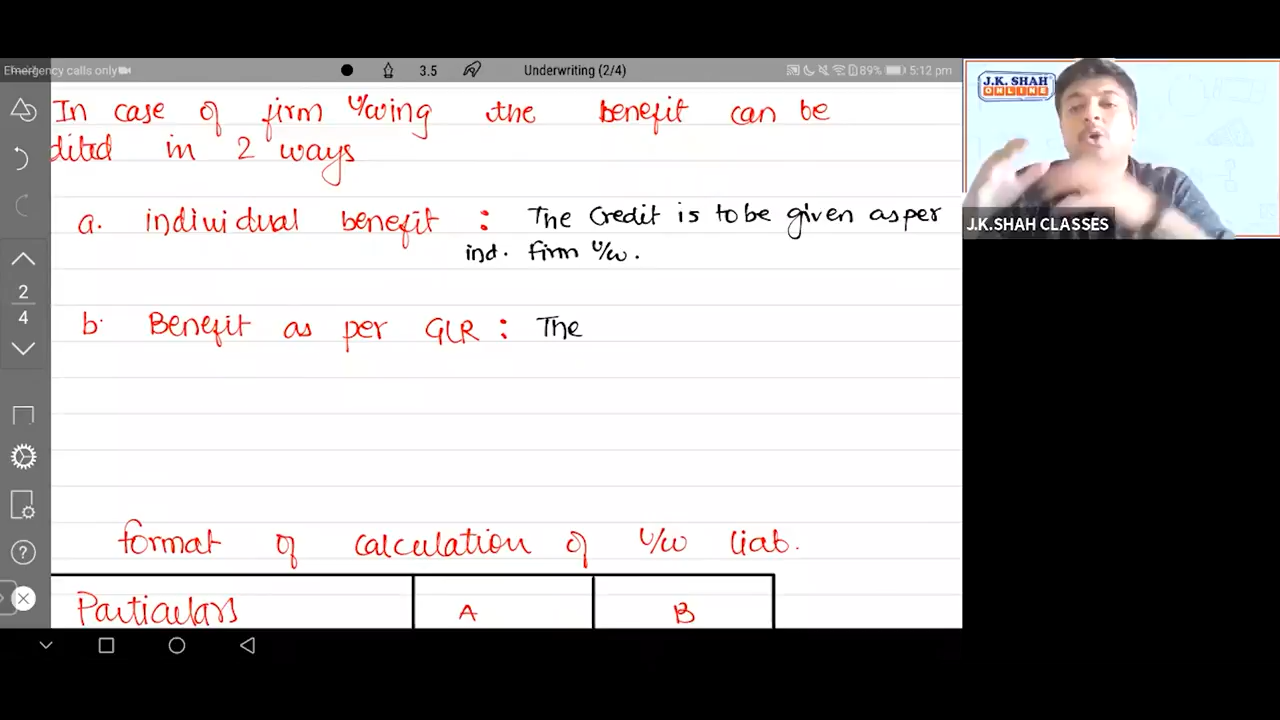 Emergency calls only
3.5
Underwriting (2/4)
89%
5:12 pm
In case of firm u/wing the benefit can be
dited in 2 ways
a. individual benefit : The Credit is to be given as per
ind. firm u/w.
b. Benefit as per GLR : The
2
4
format of calculation of u/w liab.
Particulars A B
J.K. SHAH
ONLINE
J.K.SHAH CLASSES